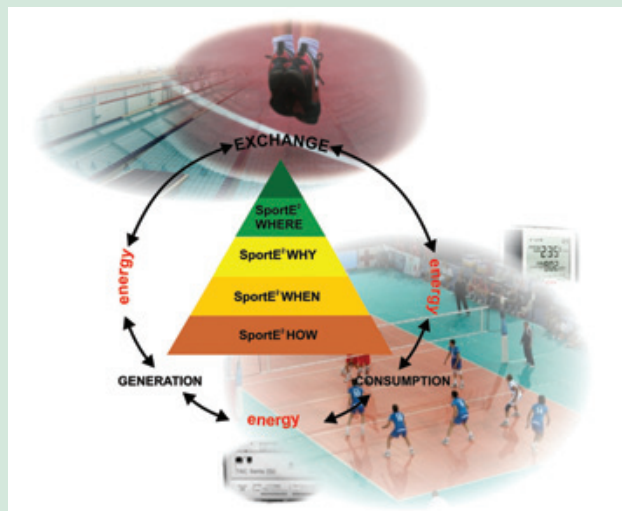 EXCHANGE
SportE²
WHERE
SportE² WHY
SportE² WHEN
SportE² HOW
energy
energy
GENERATION
CONSUMPTION
energy